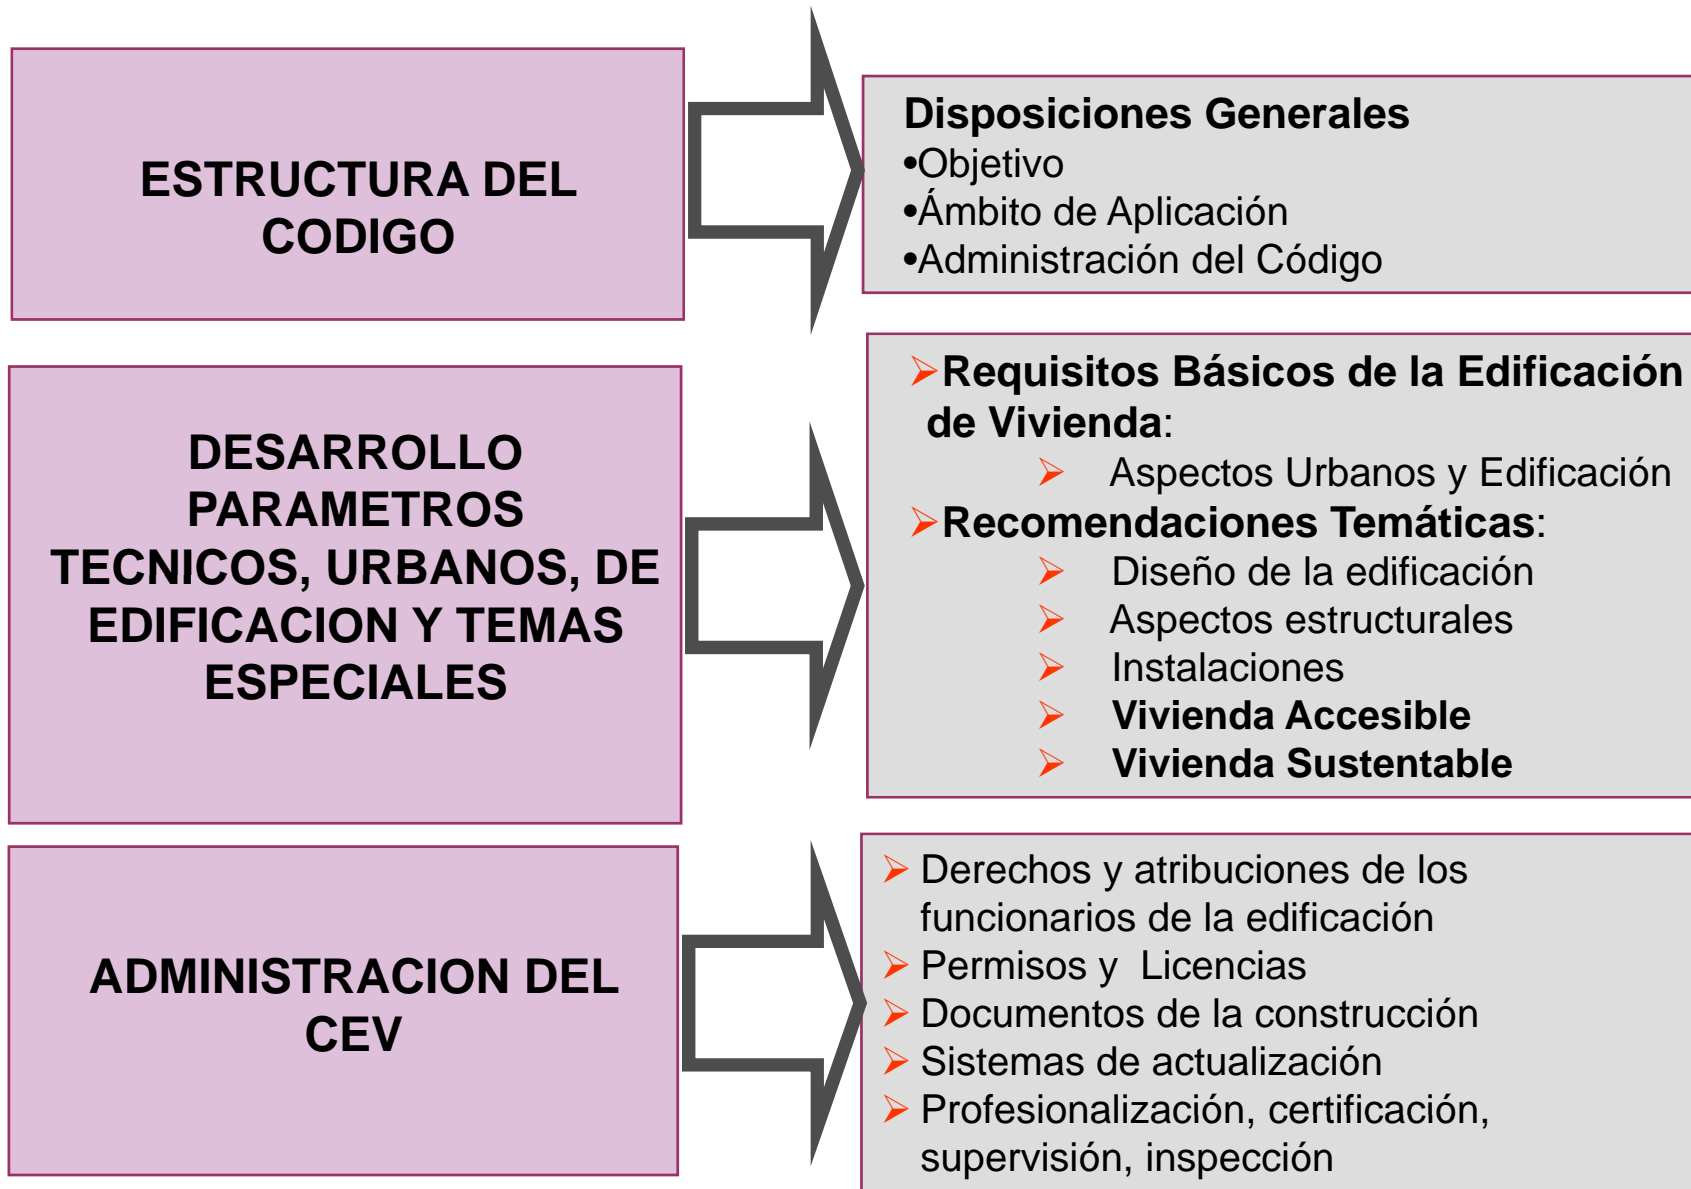 ESTRUCTURA DEL
CODIGO
Disposiciones Generales
•Objetivo
•Ámbito de Aplicación
•Administración del Código
DESARROLLO
PARAMETROS
TECNICOS, URBANOS, DE
EDIFICACION Y TEMAS
ESPECIALES
➢Requisitos Básicos de la Edificación
de Vivienda:
➢ Aspectos Urbanos y Edificación
➢Recomendaciones Temáticas:
➢ Diseño de la edificación
➢ Aspectos estructurales
➢ Instalaciones
➢ Vivienda Accesible
➢ Vivienda Sustentable
ADMINISTRACION DEL
CEV
➢ Derechos y atribuciones de los
funcionarios de la edificación
➢ Permisos y Licencias
➢ Documentos de la construcción
➢ Sistemas de actualización
➢ Profesionalización, certificación,
supervisión, inspección